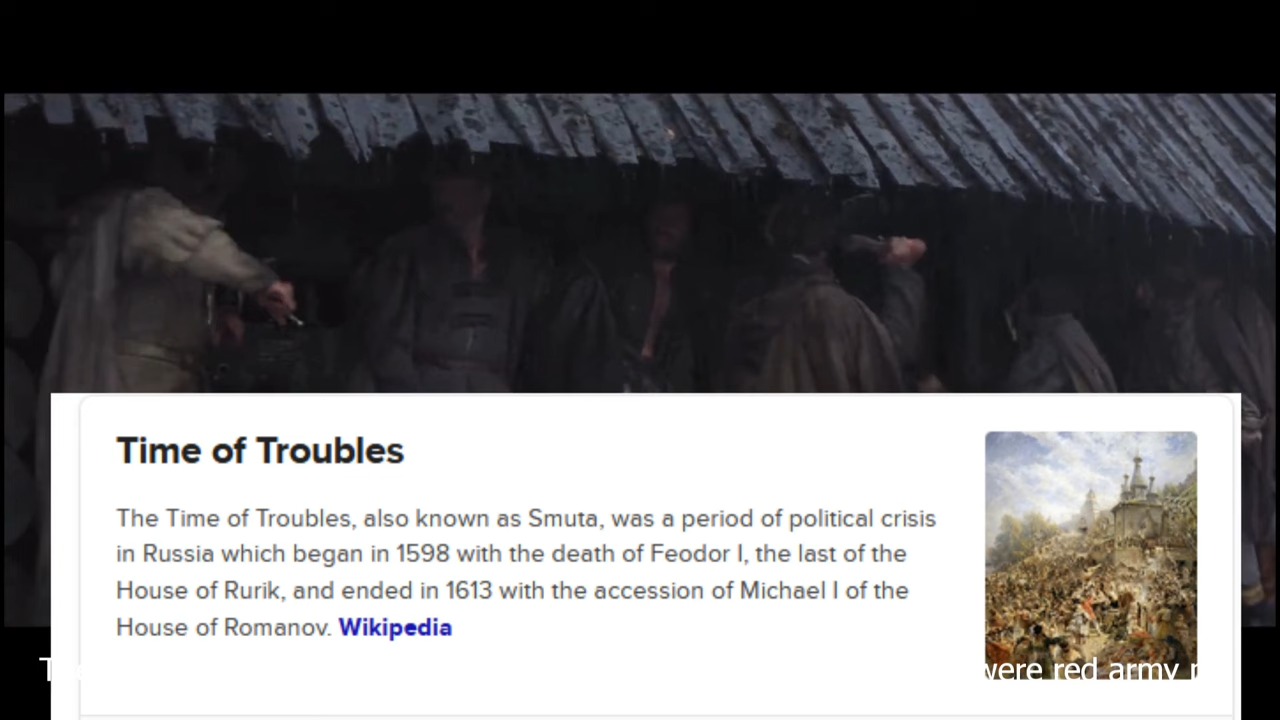 Time of Troubles
The Time of Troubles, also known as Smuta, was a period of political crisis
in Russia which began in 1598 with the death of Feodor I, the last of the
House of Rurik, and ended in 1613 with the accession of Michael I of the
House of Romanov. Wikipedia
were red army